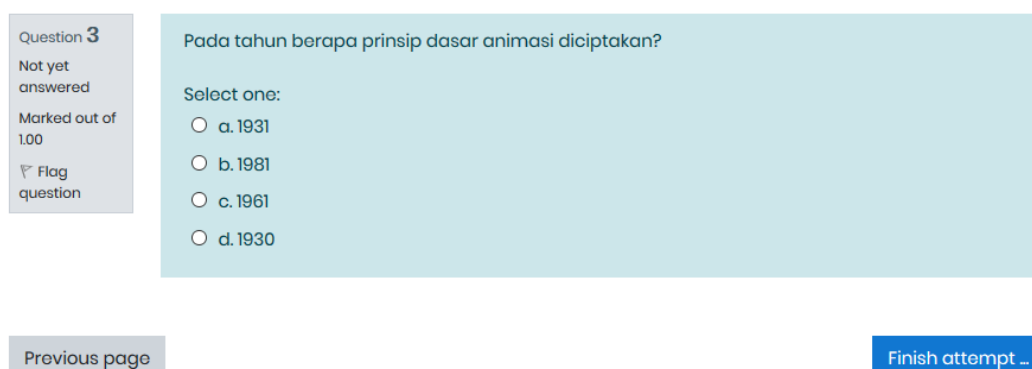 Question 3
Not yet
answered
Marked out of
1.00
Flag
question
Pada tahun berapa prinsip dasar animasi diciptakan?
Select one:
a. 1931
b. 1981
c. 1961
d. 1930
Previous page
Finish attempt ...